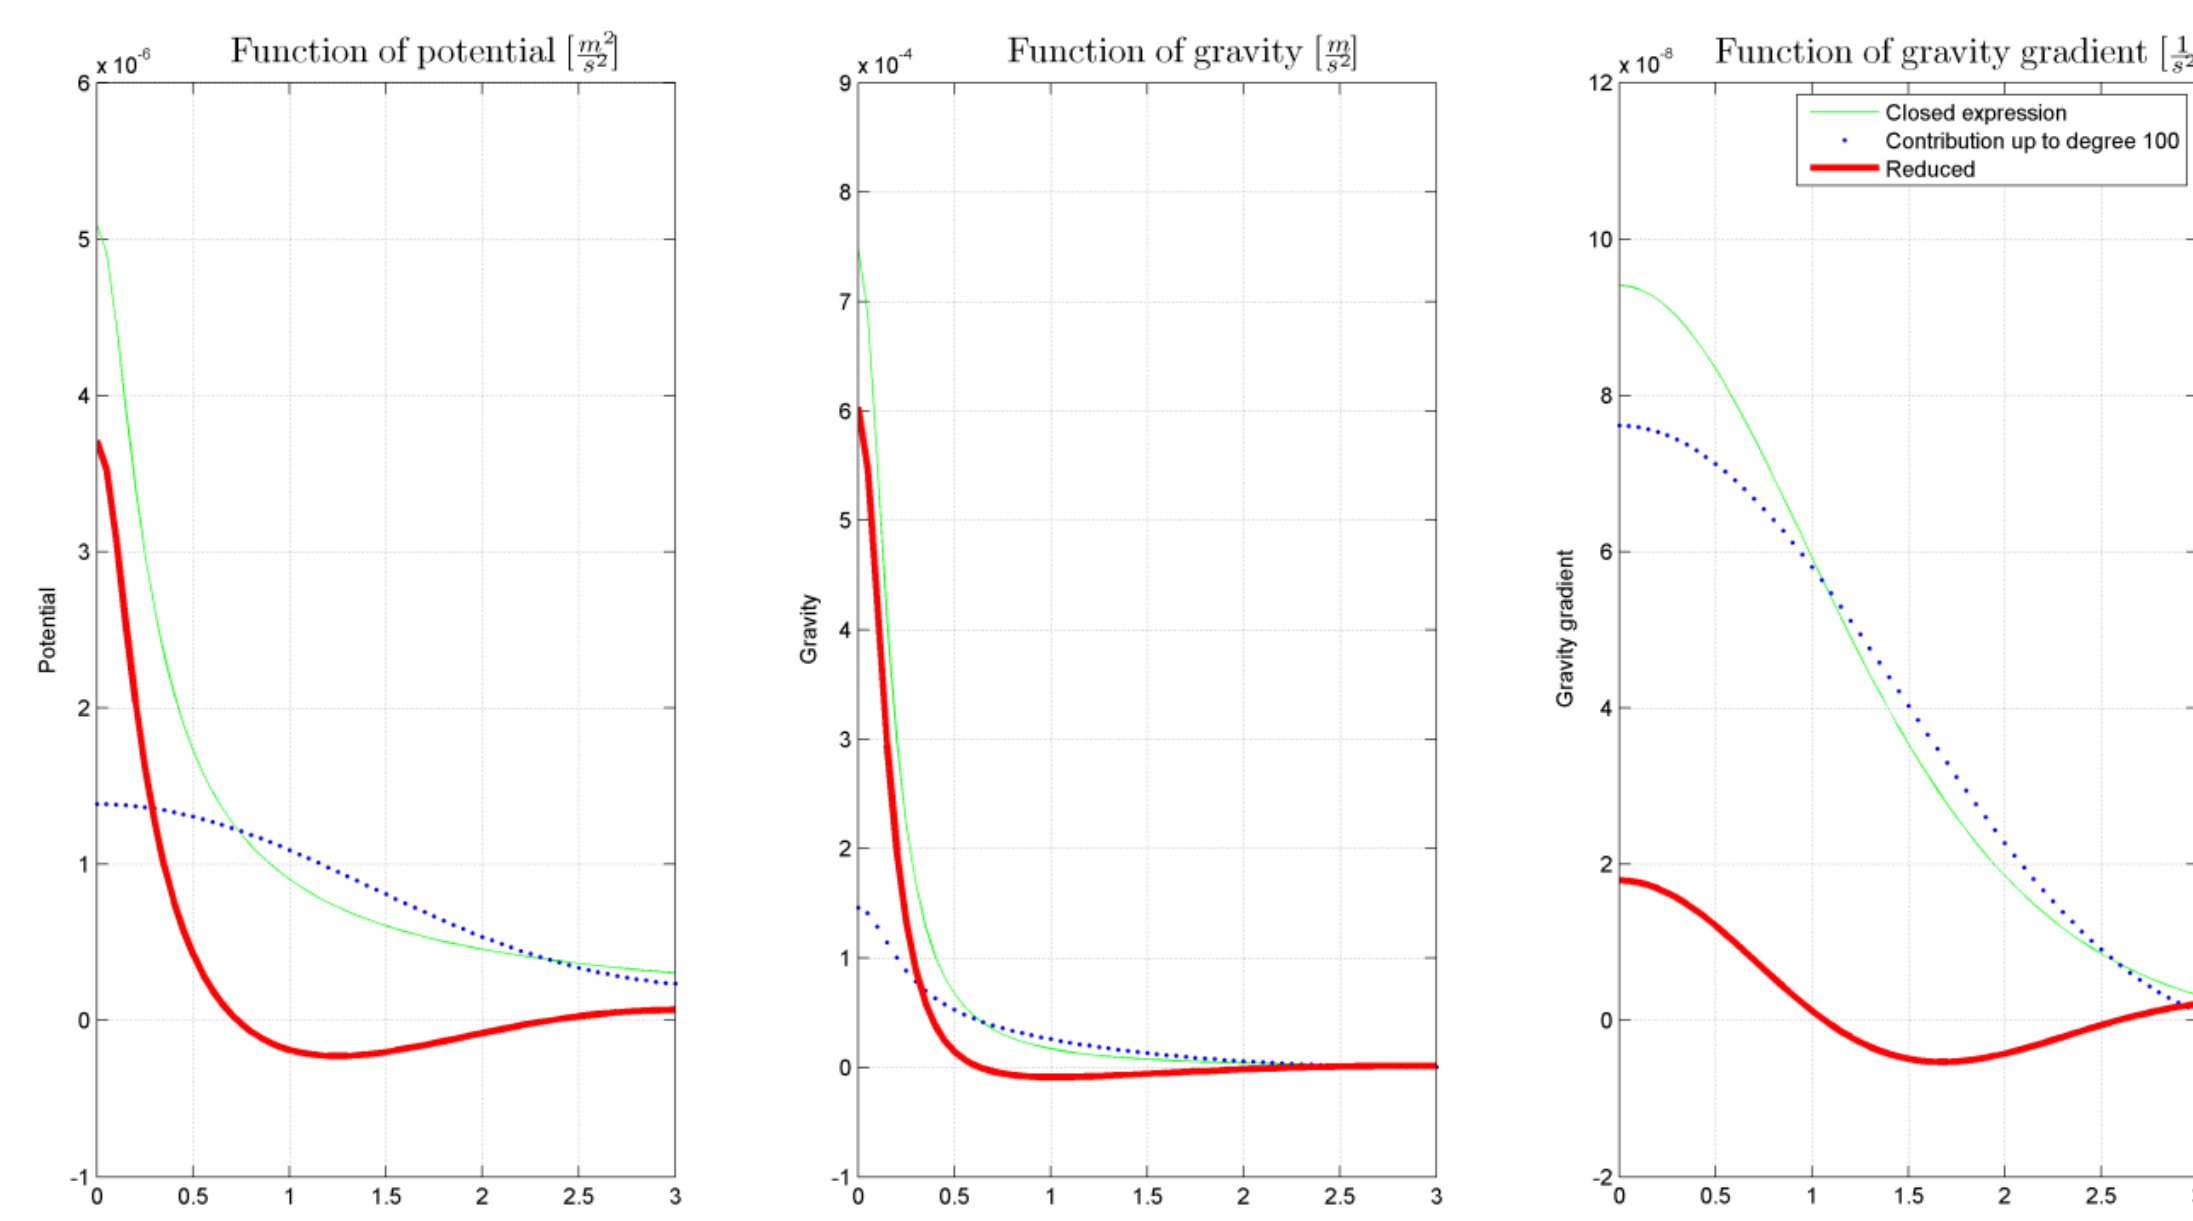 Function of potential [m²/s²]
x 10⁻⁶
6
5
4
3
2
1
0
-1
Potential
0 0.5 1 1.5 2 2.5 3
Function of gravity [m/s²]
x 10⁻⁴
9
8
7
6
5
4
3
2
1
0
-1
Gravity
0 0.5 1 1.5 2 2.5 3
Function of gravity gradient [1/s²
x 10⁻⁸
12
10
8
6
4
2
0
-2
Gravity gradient
0 0.5 1 1.5 2 2.5
Closed expression
Contribution up to degree 100
Reduced